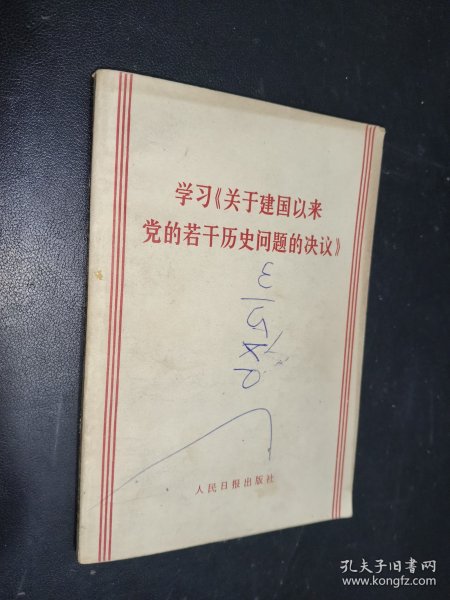 学习《关于建国以来
党的若干历史问题的决议》
人民日报出版社
孔夫子旧书网
www.kongfz.com